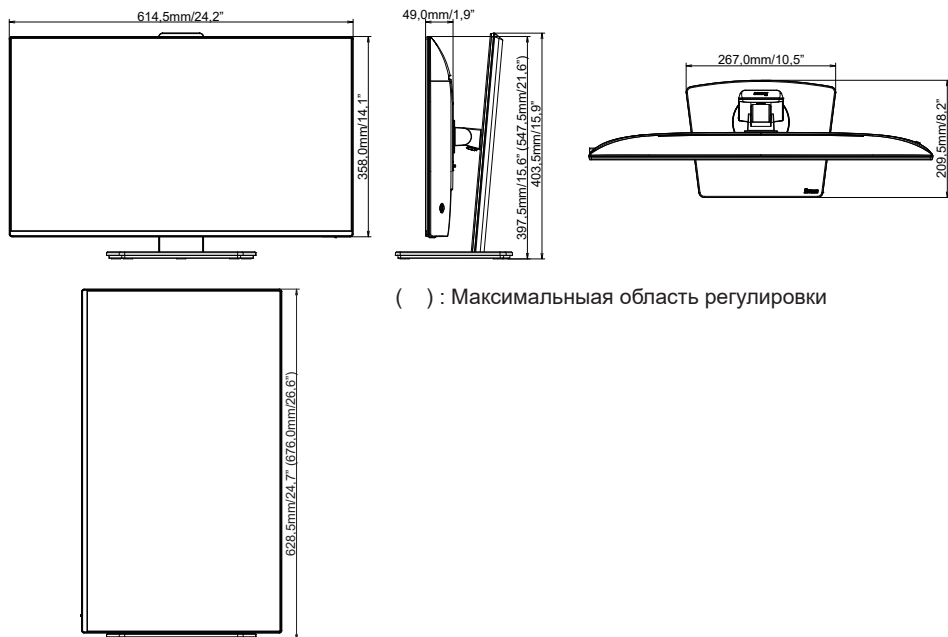 614,5mm/24,2”
358,0mm/14,1”
49,0mm/1,9”
397,5mm/15,6” (547,5mm/21,6”)
403,5mm/15,9”
267,0mm/10,5”
209,5mm/8,2”
( ) : Максимальныая область регулировки
628,5mm/24,7” (676,0mm/26,6”)